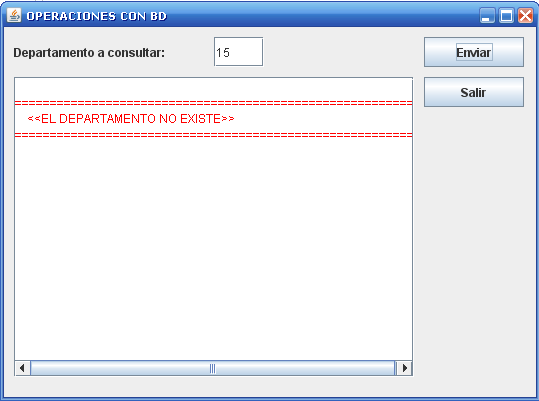 OPERACIONES CON BD
Departamento a consultar: 15 Enviar
Salir
==================================================
<<EL DEPARTAMENTO NO EXISTE>>
==================================================